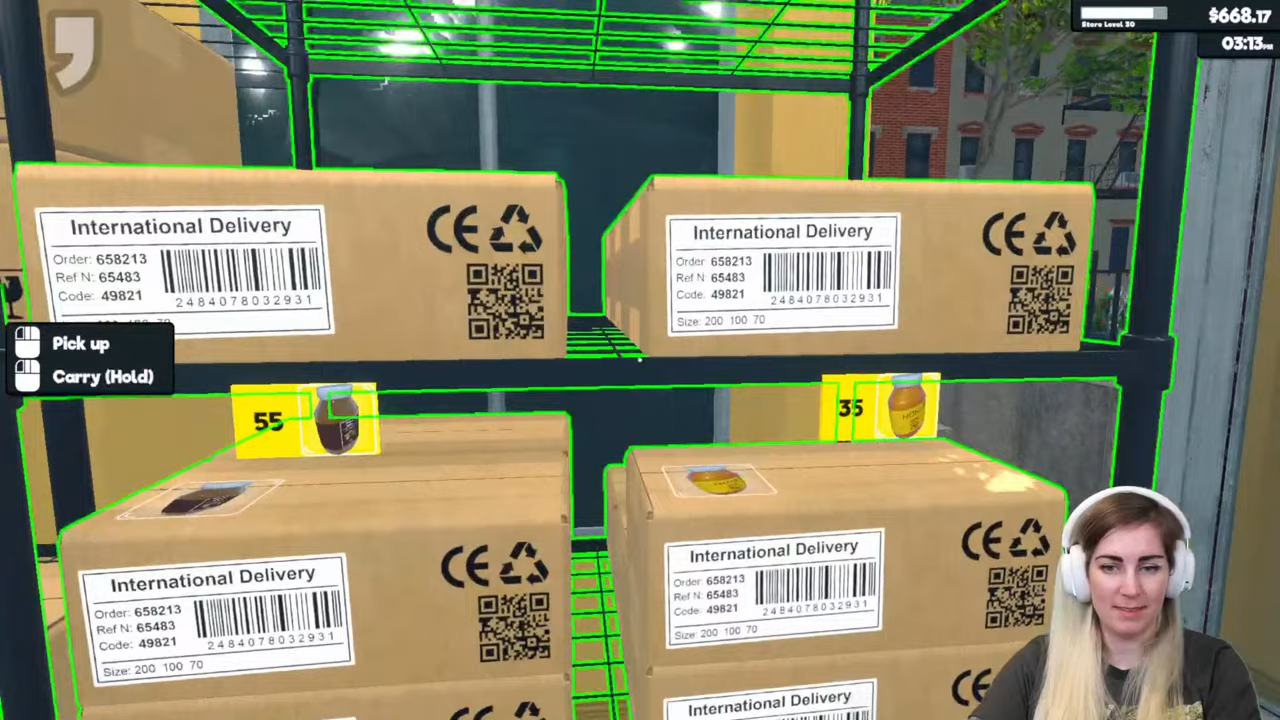 Store Level 30
$668.17
03:13PM
International Delivery
Order: 658213
Ref N: 65483
Code: 49821
2484078032931
CE
International Delivery
Order: 658213
Ref N: 65483
Code: 49821
2484078032931
Size: 200 100 70
CE
Pick up
Carry (Hold)
55
35
HONEY
International Delivery
Order: 658213
Ref N: 65483
Code: 49821
2484078032931
Size: 200 100 70
CE
International Delivery
Order: 658213
Ref N: 65483
Code: 49821
2484078032931
Size: 200 100 70
CE
International Delivery
CE